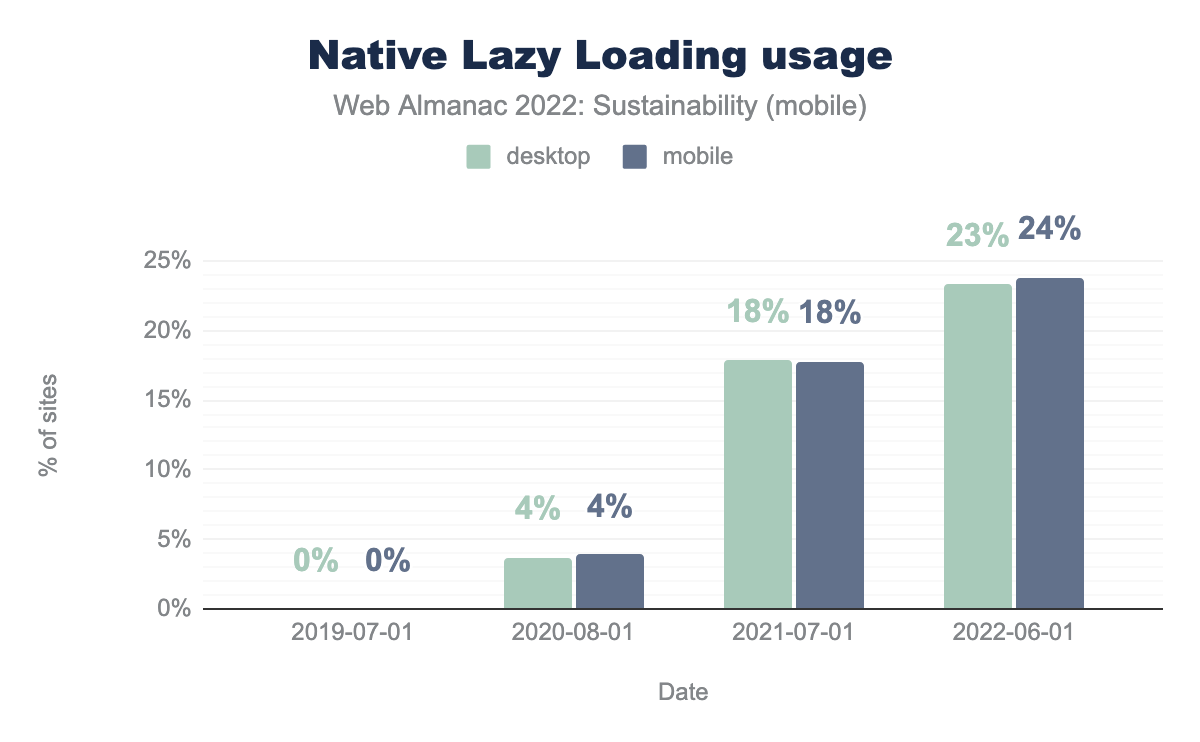 Native Lazy Loading usage
Web Almanac 2022: Sustainability (mobile)
desktop mobile
23% 24%
25%
18% 18%
20%
% of sites
15%
10%
4% 4%
5%
0% 0%
0%
2019-07-01 2020-08-01 2021-07-01 2022-06-01
Date